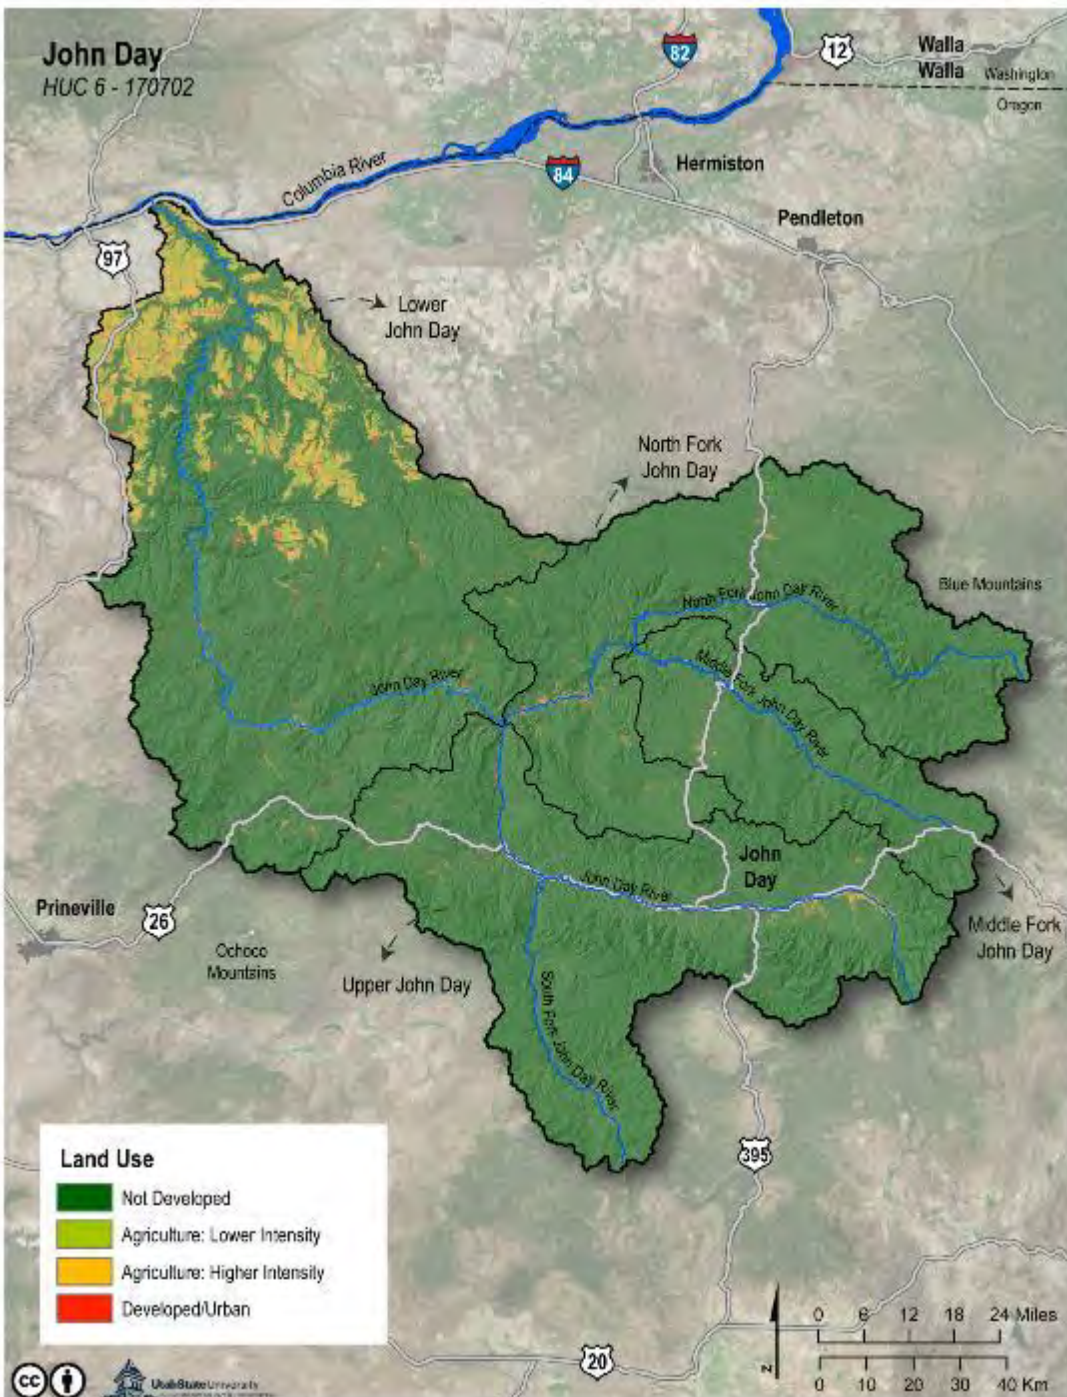 John Day
HUC 6 - 170702
82
12
Walla
Walla
Washington
Oregon
Columbia River
84
Hermiston
Pendleton
97
Lower
John Day
North Fork
John Day
Blue Mountains
North Fork John Day River
Middle Fork John Day River
John Day River
John
Day
John Day River
Prineville
26
Ochoco
Mountains
Upper John Day
Middle Fork
John Day
South Fork John Day River
395
Land Use
Not Developed
Agriculture: Lower Intensity
Agriculture: Higher Intensity
Developed/Urban
20
N
0 6 12 18 24 Miles
0 10 20 30 40 Km
cc
UtahStateUniversity